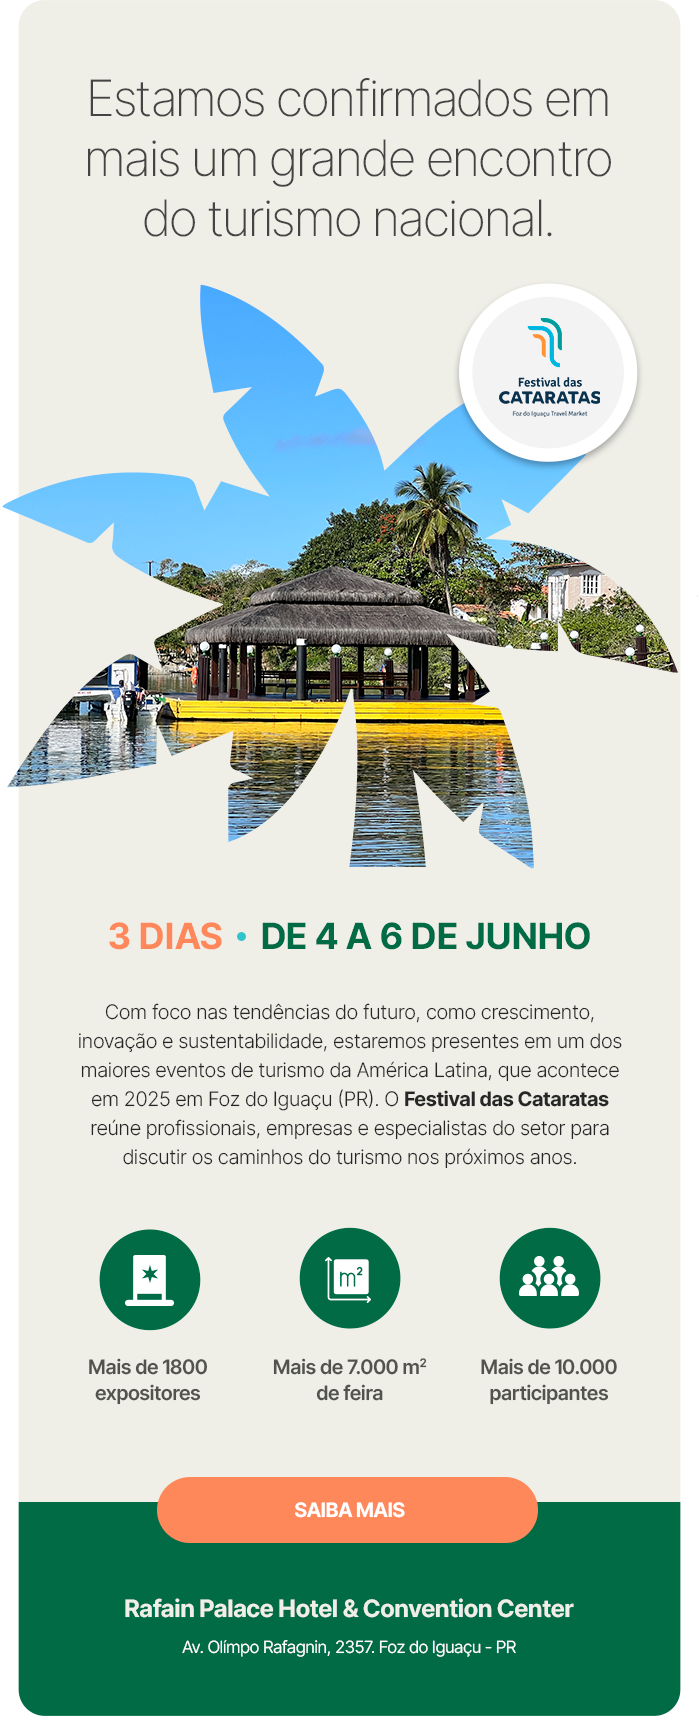 Estamos confirmados em
mais um grande encontro
do turismo nacional.
Festival das
CATARATAS
Foz do Iguaçu Travel Market
3 DIAS • DE 4 A 6 DE JUNHO
Com foco nas tendências do futuro, como crescimento,
inovação e sustentabilidade, estaremos presentes em um dos
maiores eventos de turismo da América Latina, que acontece
em 2025 em Foz do Iguaçu (PR). O Festival das Cataratas
reúne profissionais, empresas e especialistas do setor para
discutir os caminhos do turismo nos próximos anos.
m²
Mais de 1800
expositores
Mais de 7.000 m²
de feira
Mais de 10.000
participantes
SAIBA MAIS
Rafain Palace Hotel & Convention Center
Av. Olímpo Rafagnin, 2357. Foz do Iguaçu - PR